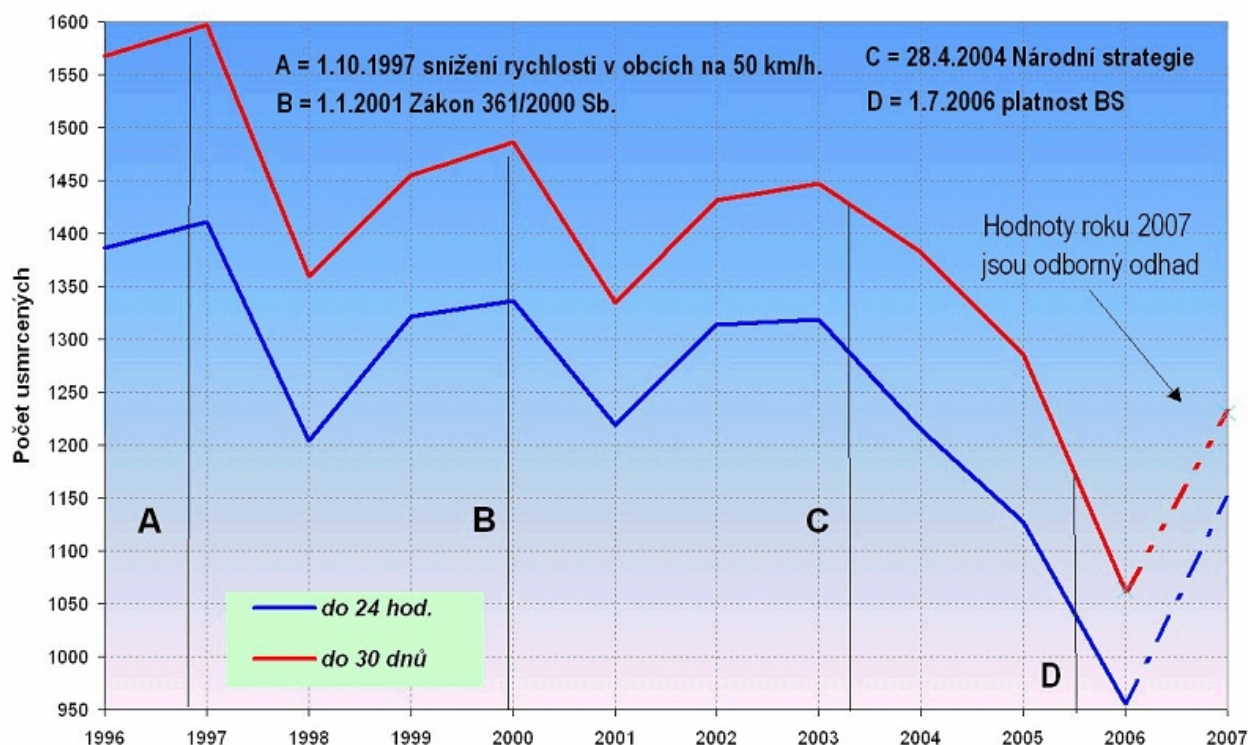 1600
1550
1500
1450
1400
1350
1300
1250
1200
1150
1100
1050
1000
950
Počet usmrcených
A = 1.10.1997 snížení rychlosti v obcích na 50 km/h.
B = 1.1.2001 Zákon 361/2000 Sb.
C = 28.4.2004 Národní strategie
D = 1.7.2006 platnost BS
Hodnoty roku 2007
jsou odborný odhad
A
B
C
D
do 24 hod.
do 30 dnů
1996 1997 1998 1999 2000 2001 2002 2003 2004 2005 2006 2007